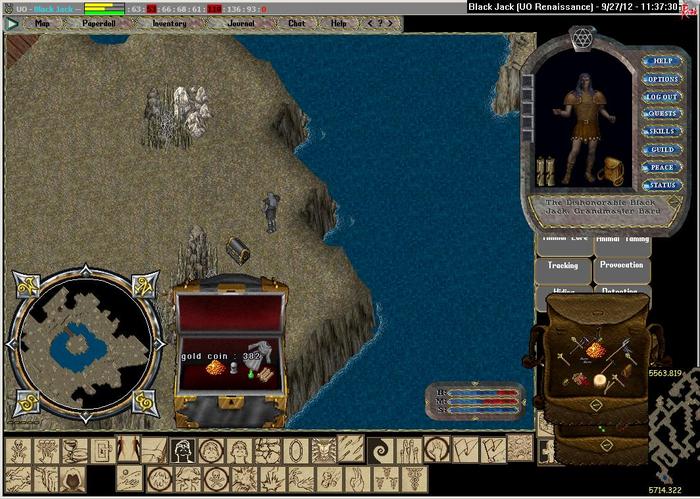 UO - Black Jack - :63:53:66:68:61:118:136:93:0
Black Jack [UO Renaissance] - 9/27/12 - 11:37:30
Map Paperdoll Inventory Journal Chat Help < ? >
HELP
OPTIONS
LOG OUT
QUESTS
SKILLS
GUILD
PEACE
STATUS
The Dishonorable Black
Jack, Grandmaster Bard
Animal Lore Animal Taming
Tracking Provocation
Hiding Detecting
gold coin : 382
5563.819
5714.322